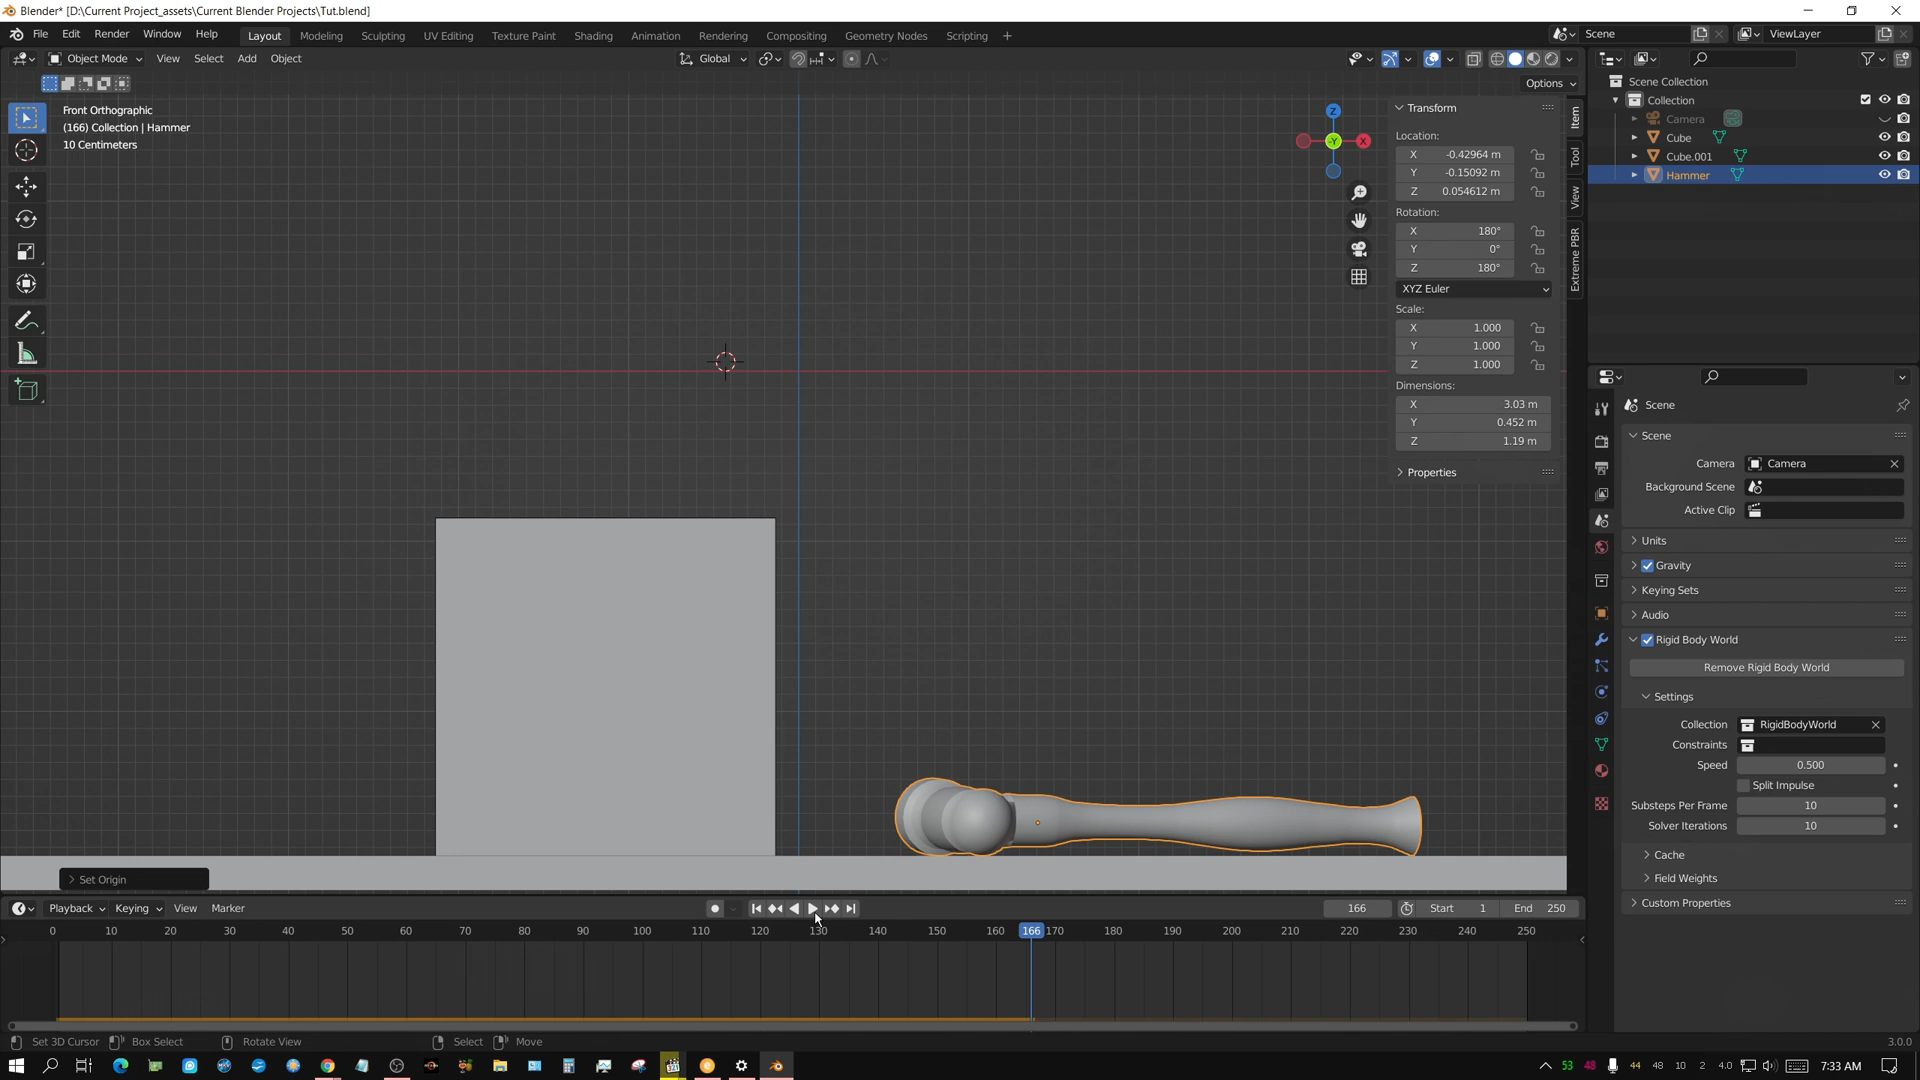 Blender* [D:\Current Project_assets\Current Blender Projects\Tut.blend]
File Edit Render Window Help Layout Modeling Sculpting UV Editing Texture Paint Shading Animation Rendering Compositing Geometry Nodes Scripting + Scene ViewLayer
Object Mode View Select Add Object Global
Options
Front Orthographic
(166) Collection | Hammer
10 Centimeters
Z
Y
X
Transform
Location:
X -0.42964 m
Y -0.15092 m
Z 0.054612 m
Rotation:
X 180°
Y 0°
Z 180°
XYZ Euler
Scale:
X 1.000
Y 1.000
Z 1.000
Dimensions:
X 3.03 m
Y 0.452 m
Z 1.19 m
Properties
Item
Tool
View
Extreme PBR
Scene Collection
Collection
Camera
Cube
Cube.001
Hammer
Scene
Scene
Camera Camera
Background Scene
Active Clip
Units
Gravity
Keying Sets
Audio
Rigid Body World
Remove Rigid Body World
Settings
Collection RigidBodyWorld
Constraints
Speed 0.500
Split Impulse
Substeps Per Frame 10
Solver Iterations 10
Cache
Field Weights
Custom Properties
Set Origin
Playback Keying View Marker 166 Start 1 End 250
0 10 20 30 40 50 60 70 80 90 100 110 120 130 140 150 160 166 170 180 190 200 210 220 230 240 250
Set 3D Cursor Box Select Rotate View Select Move 3.0.0
53 48 44 48 10 2 4.0 7:33 AM